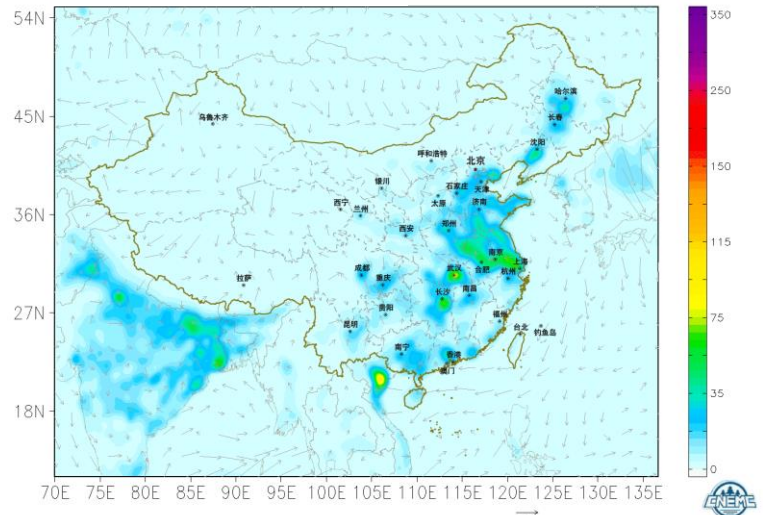 54N
45N
36N
27N
18N
70E 75E 80E 85E 90E 95E 100E 105E 110E 115E 120E 125E 130E 135E
哈尔滨
长春
乌鲁木齐
沈阳
呼和浩特
北京
银川
天津
石家庄
太原
济南
西宁
兰州
郑州
西安
南京
上海
合肥
成都
武汉
杭州
拉萨
重庆
长沙
南昌
贵阳
福州
昆明
台北
钓鱼岛
南宁
香港
澳门
350
250
150
115
75
35
0
CNEMC